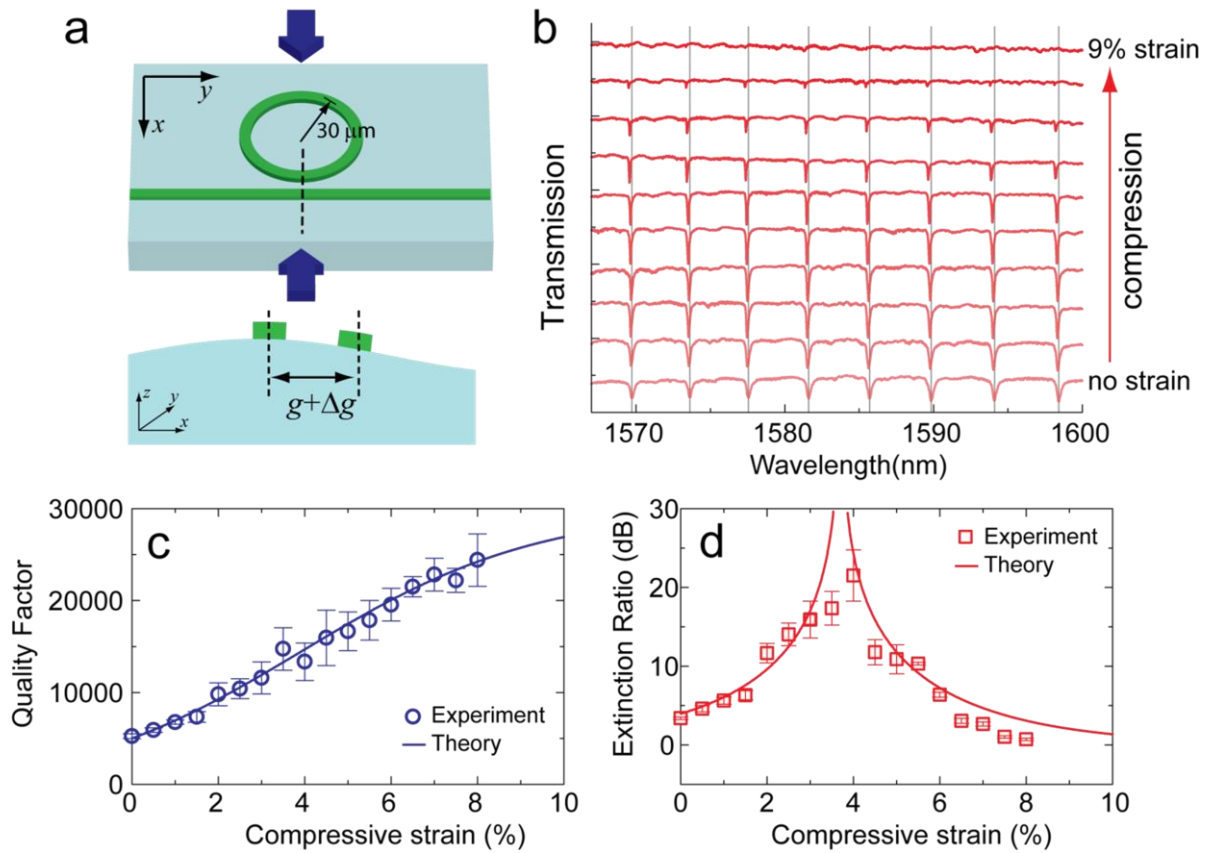 a
y
x
30 µm
g+Δg
z
y
x
b
Transmission
9% strain
compression
no strain
1570
1580
1590
1600
Wavelength(nm)
c
Quality Factor
30000
20000
10000
0
Experiment
Theory
0
2
4
6
8
10
Compressive strain (%)
d
Extinction Ratio (dB)
30
20
10
0
Experiment
Theory
0
2
4
6
8
10
Compressive strain (%)